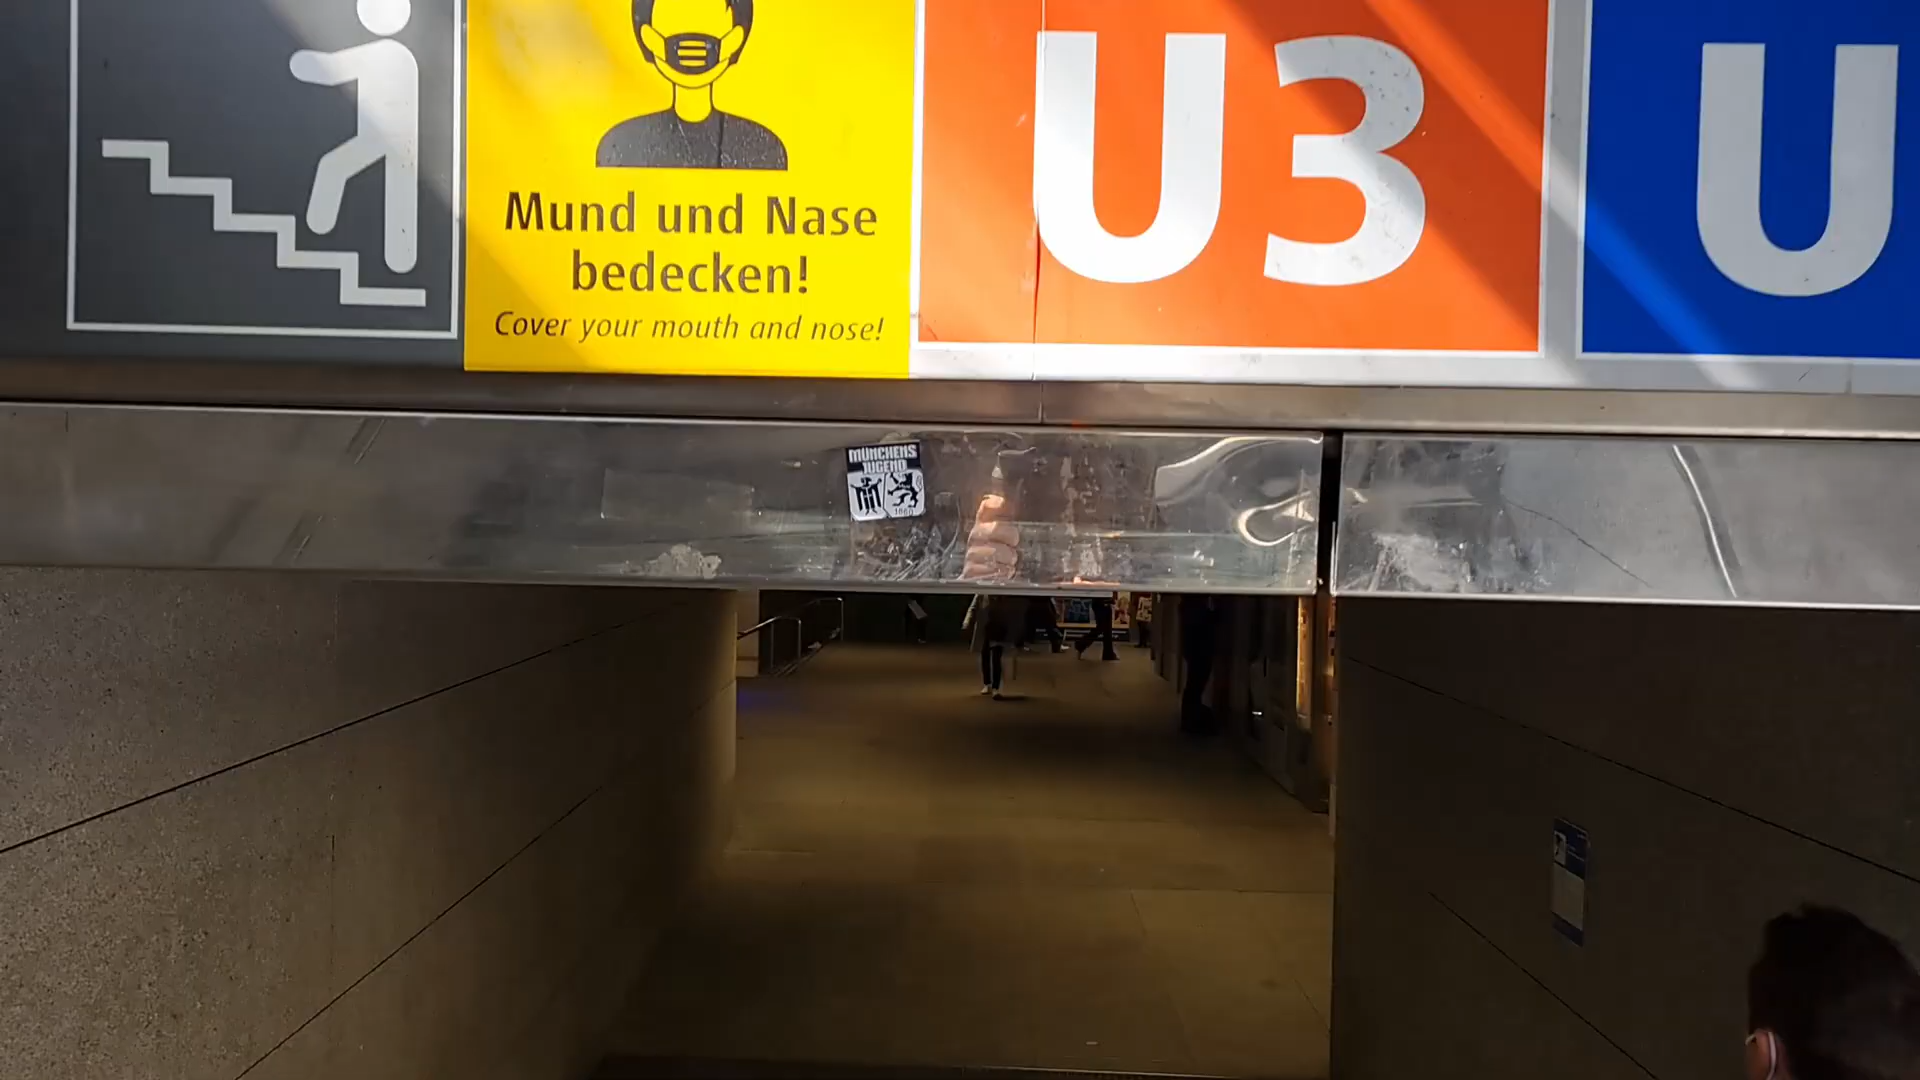 Mund und Nase
bedecken!
Cover your mouth and nose!
U3
U
MÜNCHENS
JUGEND
1860